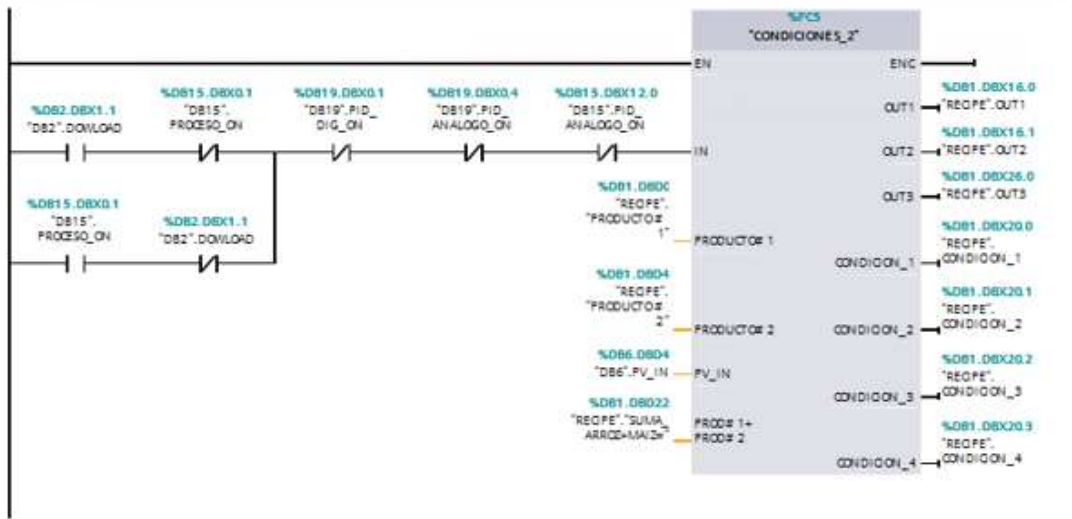 %FC5
"CONDICIONES_2"
EN
ENO
%DB2.DBX1.1
"DB2".DOWLOAD
%DB15.DBX0.1
"DB15".
PROCESO_ON
%DB19.DBX0.1
"DB19".PID_
DIG_ON
%DB19.DBX0.4
"DB19".PID_
ANALOGO_ON
%DB15.DBX12.0
"DB15".PID_
ANALOGO_ON
IN
%DB15.DBX0.1
"DB15".
PROCESO_ON
%DB2.DBX1.1
"DB2".DOWLOAD
%DB1.DBD0
"RECIPE".
"PRODUCTO#
1"
PRODUCTO# 1
%DB1.DBD4
"RECIPE".
"PRODUCTO#
2"
PRODUCTO# 2
%DB6.DBD4
"DB6".PV_IN
PV_IN
%DB1.DBD22
"RECIPE"."SUMA_
ARROZ+MAIZ"
PROD# 1+
PROD# 2
OUT1
%DB1.DBX16.0
"RECIPE".OUT1
OUT2
%DB1.DBX16.1
"RECIPE".OUT2
OUT3
%DB1.DBX26.0
"RECIPE".OUT3
CONDICION_1
%DB1.DBX20.0
"RECIPE".
CONDICION_1
CONDICION_2
%DB1.DBX20.1
"RECIPE".
CONDICION_2
CONDICION_3
%DB1.DBX20.2
"RECIPE".
CONDICION_3
CONDICION_4
%DB1.DBX20.3
"RECIPE".
CONDICION_4